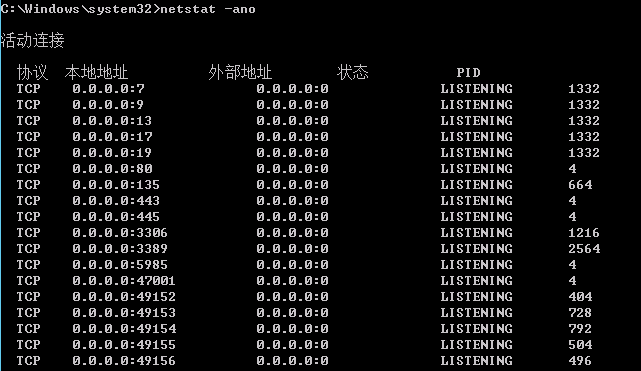 C:\Windows\system32>netstat -ano
活动连接
协议 本地地址 外部地址 状态 PID
TCP 0.0.0.0:7 0.0.0.0:0 LISTENING 1332
TCP 0.0.0.0:9 0.0.0.0:0 LISTENING 1332
TCP 0.0.0.0:13 0.0.0.0:0 LISTENING 1332
TCP 0.0.0.0:17 0.0.0.0:0 LISTENING 1332
TCP 0.0.0.0:19 0.0.0.0:0 LISTENING 1332
TCP 0.0.0.0:80 0.0.0.0:0 LISTENING 4
TCP 0.0.0.0:135 0.0.0.0:0 LISTENING 664
TCP 0.0.0.0:443 0.0.0.0:0 LISTENING 4
TCP 0.0.0.0:445 0.0.0.0:0 LISTENING 4
TCP 0.0.0.0:3306 0.0.0.0:0 LISTENING 1216
TCP 0.0.0.0:3389 0.0.0.0:0 LISTENING 2564
TCP 0.0.0.0:5985 0.0.0.0:0 LISTENING 4
TCP 0.0.0.0:47001 0.0.0.0:0 LISTENING 4
TCP 0.0.0.0:49152 0.0.0.0:0 LISTENING 404
TCP 0.0.0.0:49153 0.0.0.0:0 LISTENING 728
TCP 0.0.0.0:49154 0.0.0.0:0 LISTENING 792
TCP 0.0.0.0:49155 0.0.0.0:0 LISTENING 504
TCP 0.0.0.0:49156 0.0.0.0:0 LISTENING 496